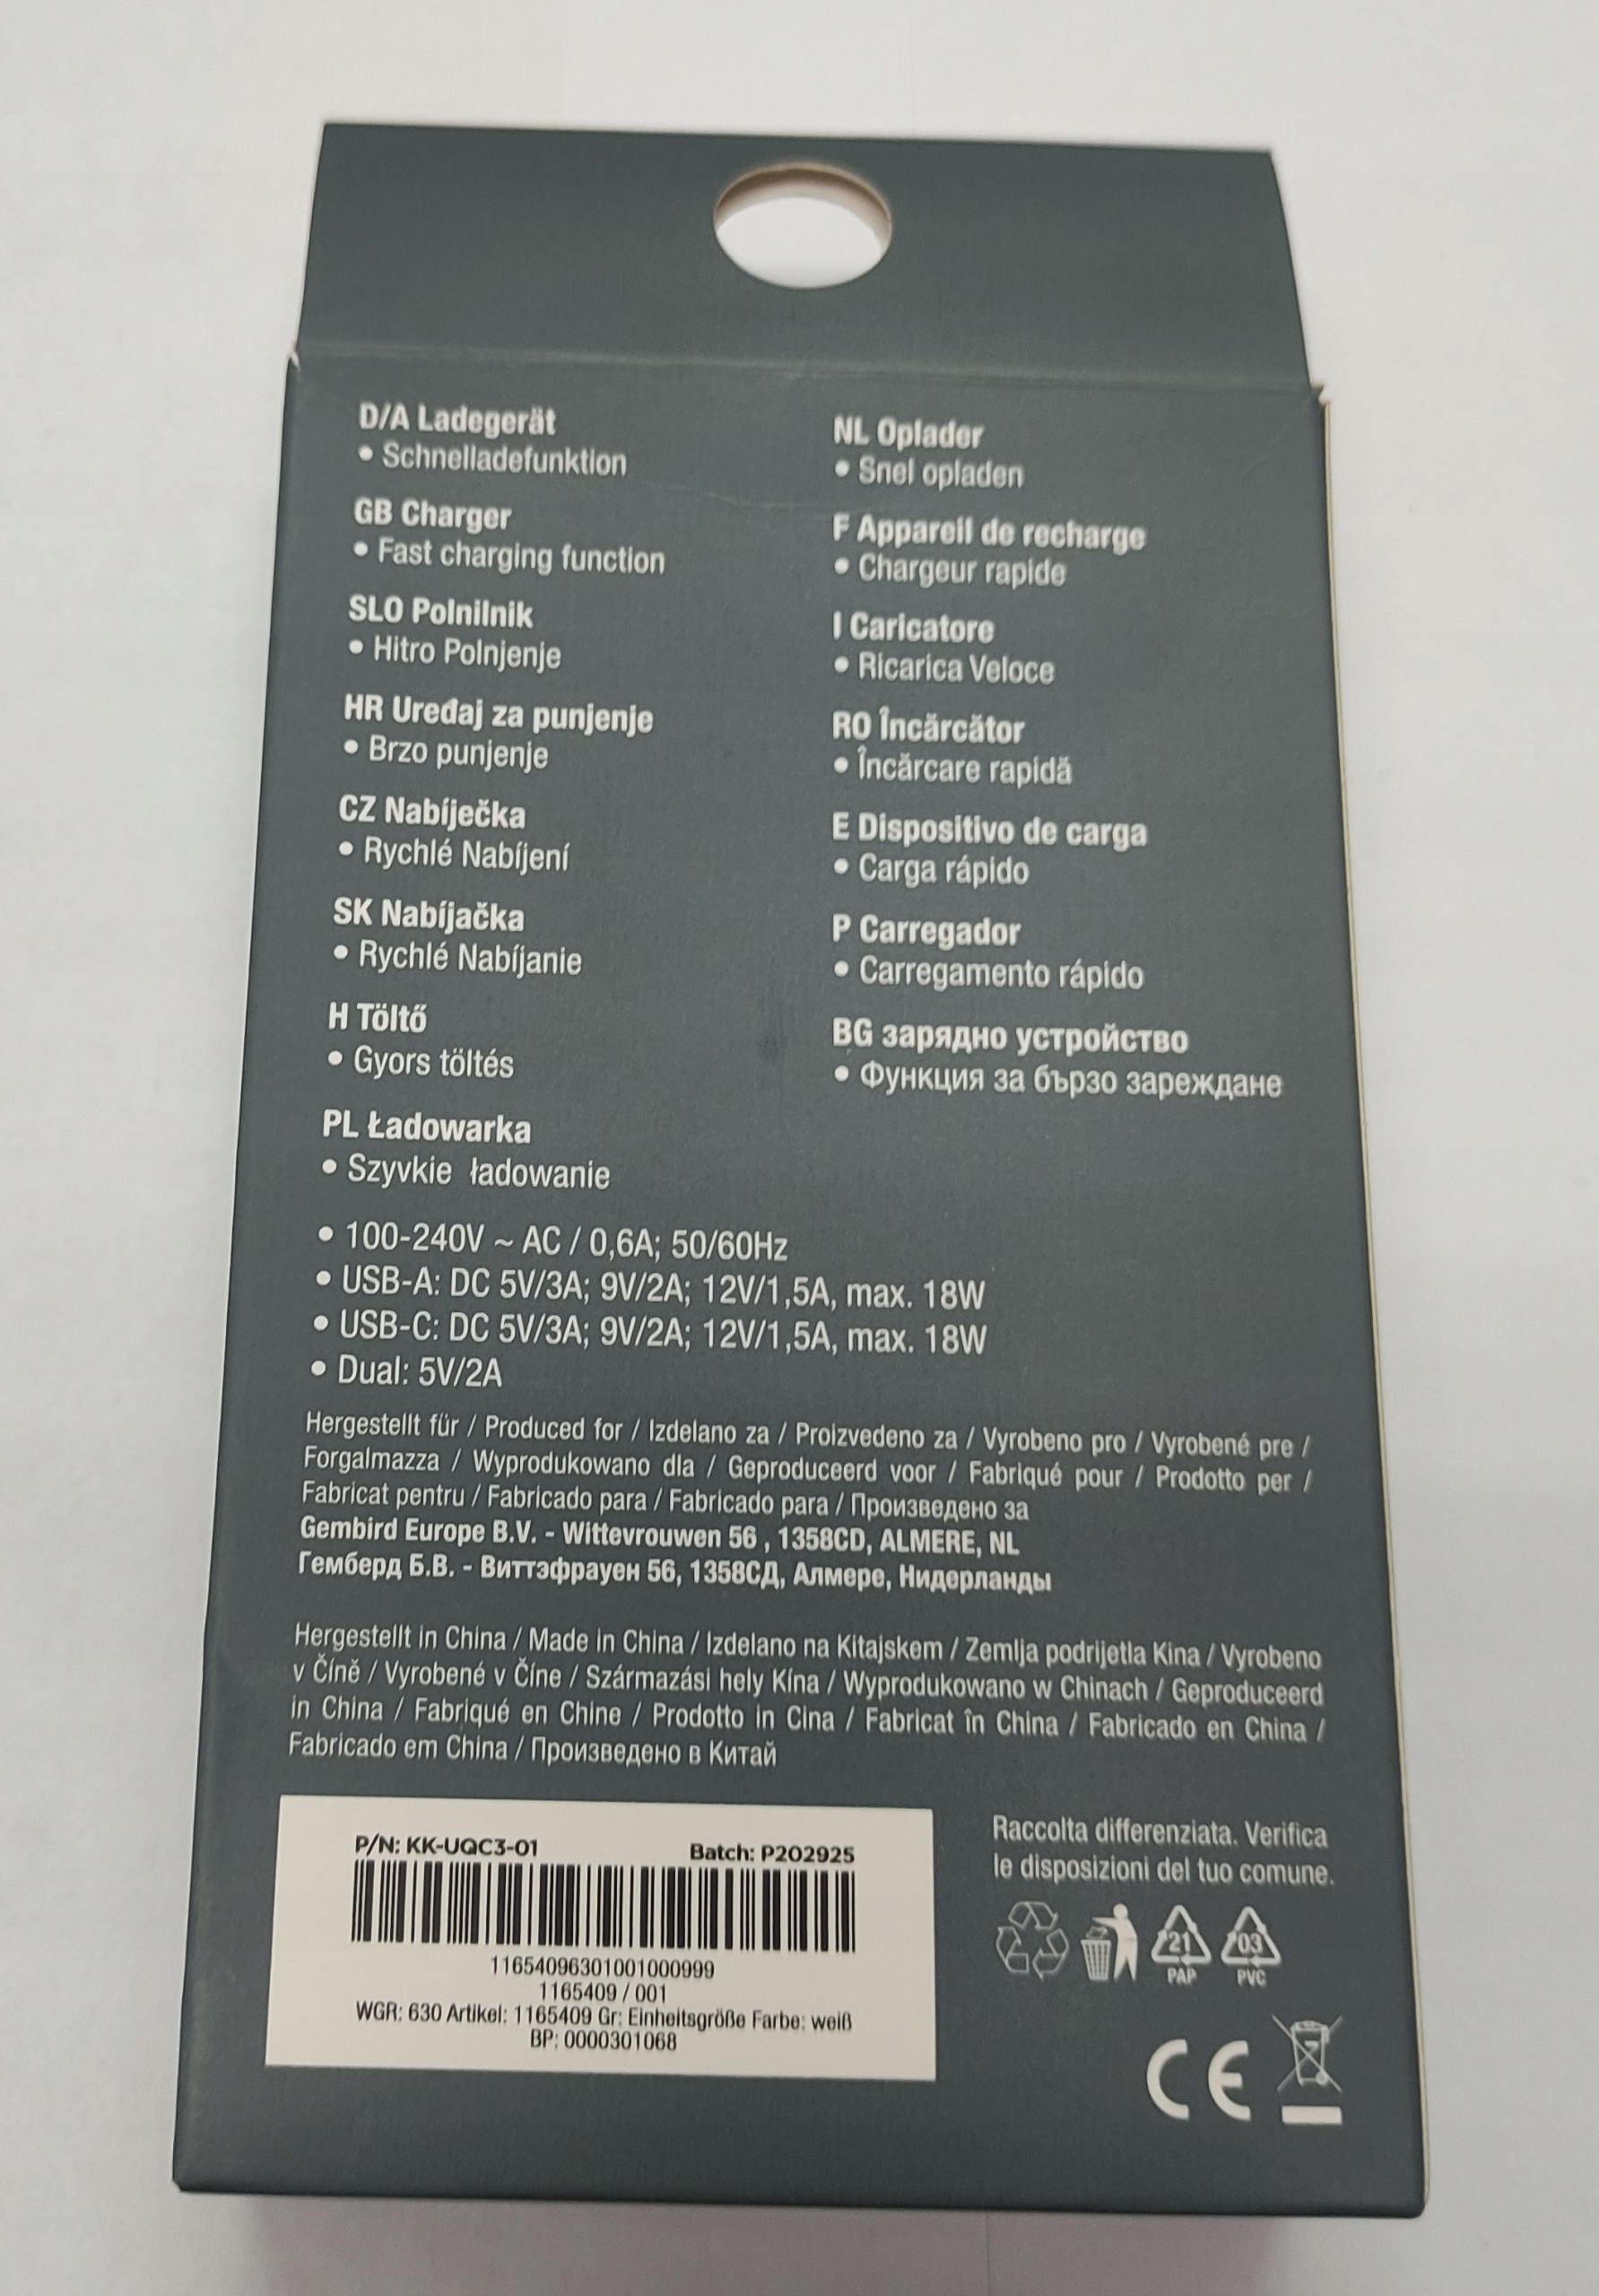 D/A Ladegerät
• Schnelladefunktion
GB Charger
• Fast charging function
SLO Polnilnik
• Hitro Polnjenje
HR Uređaj za punjenje
• Brzo punjenje
CZ Nabíječka
• Rychlé Nabíjení
SK Nabíjačka
• Rychlé Nabíjanie
H Töltő
• Gyors töltés
PL Ładowarka
• Szyvkie ładowanie
NL Oplader
• Snel opladen
F Appareil de recharge
• Chargeur rapide
I Caricatore
• Ricarica Veloce
RO Încărcător
• Încărcare rapidă
E Dispositivo de carga
• Carga rápido
P Carregador
• Carregamento rápido
BG зарядно устройство
• Функция за бързо зареждане
• 100-240V ~ AC / 0,6A; 50/60Hz
• USB-A: DC 5V/3A; 9V/2A; 12V/1,5A, max. 18W
• USB-C: DC 5V/3A; 9V/2A; 12V/1,5A, max. 18W
• Dual: 5V/2A
Hergestellt für / Produced for / Izdelano za / Proizvedeno za / Vyrobeno pro / Vyrobené pre /
Forgalmazza / Wyprodukowano dla / Geproduceerd voor / Fabriqué pour / Prodotto per /
Fabricat pentru / Fabricado para / Fabricado para / Произведено за
Gembird Europe B.V. - Wittevrouwen 56 , 1358CD, ALMERE, NL
Гемберд Б.В. - Виттэфрауен 56, 1358СД, Алмере, Нидерланды
Hergestellt in China / Made in China / Izdelano na Kitajskem / Zemlja podrijetla Kina / Vyrobeno
v Číně / Vyrobené v Číne / Származási hely Kína / Wyprodukowano w Chinach / Geproduceerd
in China / Fabriqué en Chine / Prodotto in Cina / Fabricat în China / Fabricado en China /
Fabricado em China / Произведено в Китай
P/N: KK-UQC3-01 Batch: P202925
11654096301001000999
1165409 / 001
WGR: 630 Artikel: 1165409 Gr: Einheitsgröße Farbe: weiß
BP: 0000301068
Raccolta differenziata. Verifica
le disposizioni del tuo comune.
21 03
PAP PVC
CE